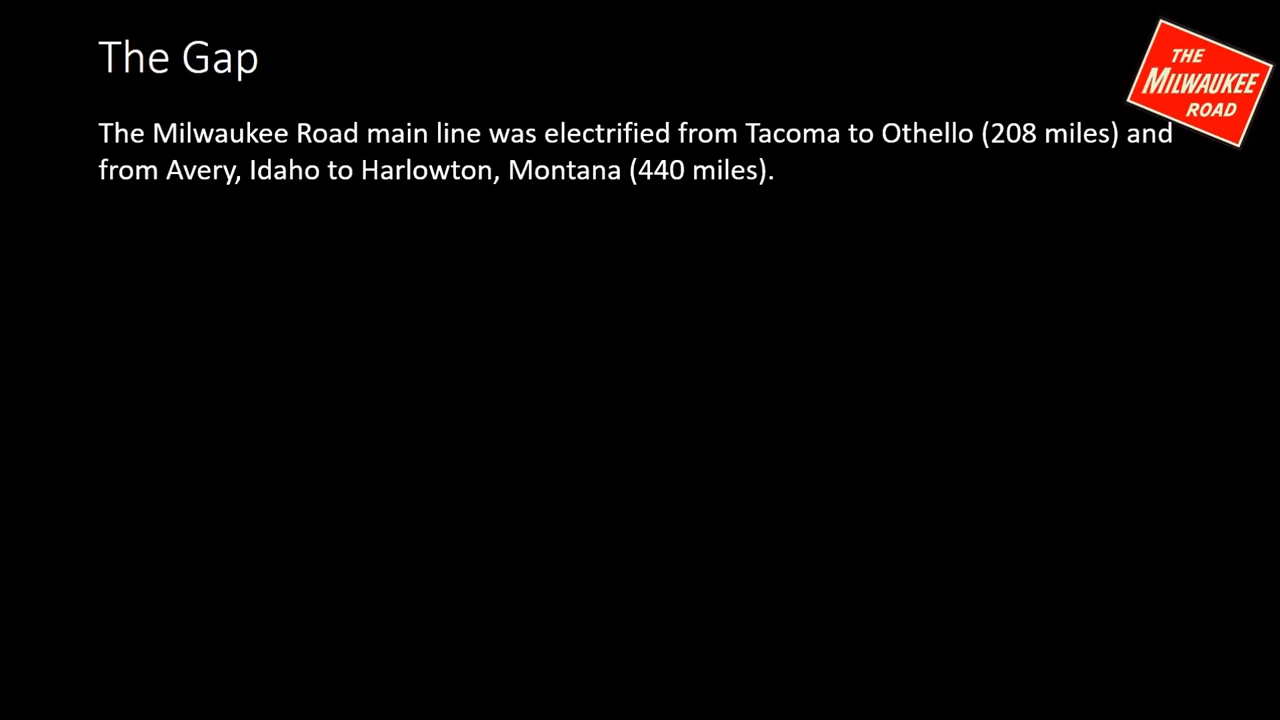 The Gap
THE
MILWAUKEE
ROAD
The Milwaukee Road main line was electrified from Tacoma to Othello (208 miles) and
from Avery, Idaho to Harlowton, Montana (440 miles).